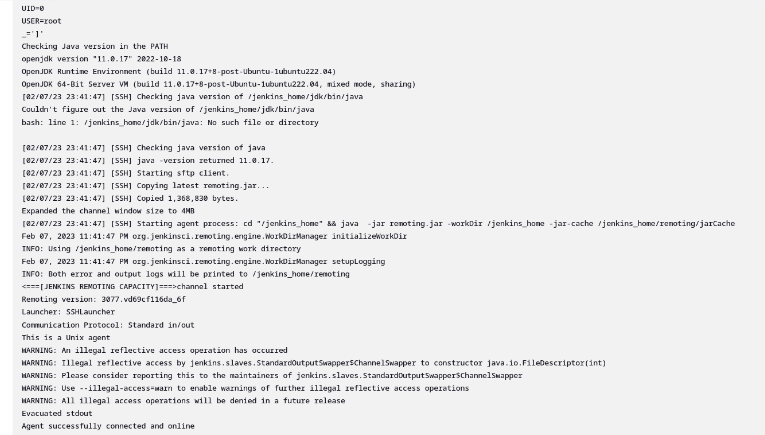 UID=0
USER=root
_=']'
Checking Java version in the PATH
openjdk version "11.0.17" 2022-10-18
OpenJDK Runtime Environment (build 11.0.17+8-post-Ubuntu-1ubuntu222.04)
OpenJDK 64-Bit Server VM (build 11.0.17+8-post-Ubuntu-1ubuntu222.04, mixed mode, sharing)
[02/07/23 23:41:47] [SSH] Checking java version of /jenkins_home/jdk/bin/java
Couldn't figure out the Java version of /jenkins_home/jdk/bin/java
bash: line 1: /jenkins_home/jdk/bin/java: No such file or directory
[02/07/23 23:41:47] [SSH] Checking java version of java
[02/07/23 23:41:47] [SSH] java -version returned 11.0.17.
[02/07/23 23:41:47] [SSH] Starting sftp client.
[02/07/23 23:41:47] [SSH] Copying latest remoting.jar...
[02/07/23 23:41:47] [SSH] Copied 1,368,830 bytes.
Expanded the channel window size to 4MB
[02/07/23 23:41:47] [SSH] Starting agent process: cd "/jenkins_home" && java  -jar remoting.jar -workDir /jenkins_home -jar-cache /jenkins_home/remoting/jarCache
Feb 07, 2023 11:41:47 PM org.jenkinsci.remoting.engine.WorkDirManager initializeWorkDir
INFO: Using /jenkins_home/remoting as a remoting work directory
Feb 07, 2023 11:41:47 PM org.jenkinsci.remoting.engine.WorkDirManager setupLogging
INFO: Both error and output logs will be printed to /jenkins_home/remoting
<===[JENKINS REMOTING CAPACITY]===>channel started
Remoting version: 3077.vd69cf116da_6f
Launcher: SSHLauncher
Communication Protocol: Standard in/out
This is a Unix agent
WARNING: An illegal reflective access operation has occurred
WARNING: Illegal reflective access by jenkins.slaves.StandardOutputSwapper$ChannelSwapper to constructor java.io.FileDescriptor(int)
WARNING: Please consider reporting this to the maintainers of jenkins.slaves.StandardOutputSwapper$ChannelSwapper
WARNING: Use --illegal-access=warn to enable warnings of further illegal reflective access operations
WARNING: All illegal access operations will be denied in a future release
Evacuated stdout
Agent successfully connected and online